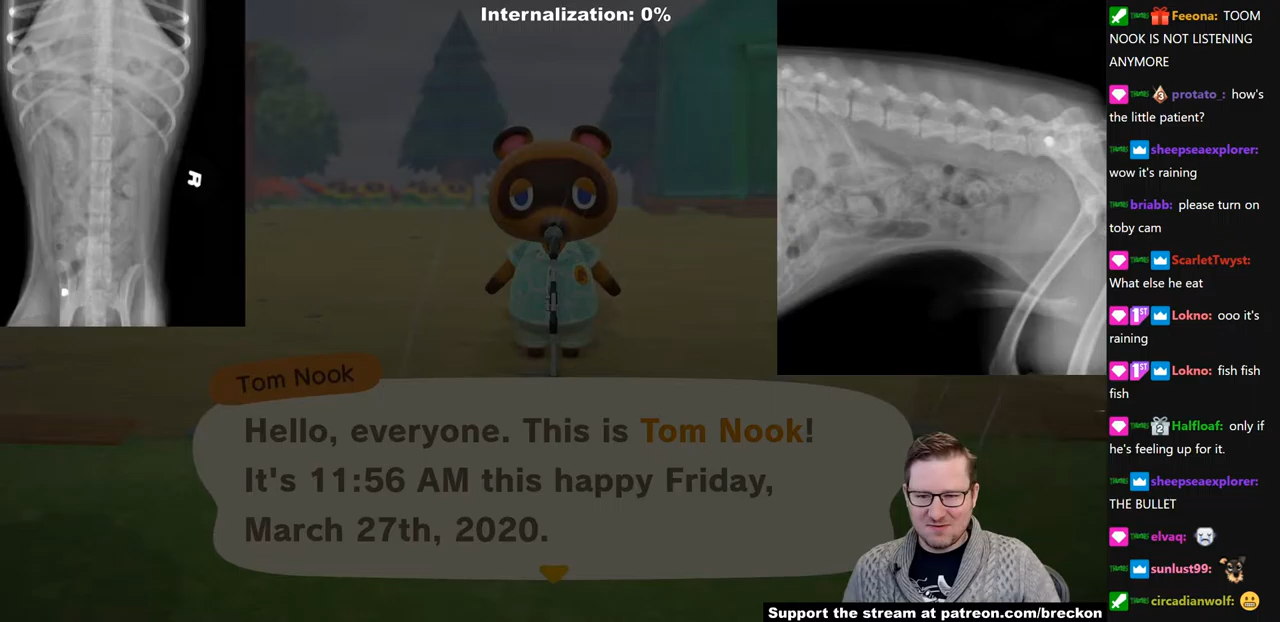 Internalization: 0%
R
Tom Nook
Hello, everyone. This is Tom Nook!
It's 11:56 AM this happy Friday,
March 27th, 2020.
Support the stream at patreon.com/breckon
Feeona: TOOM
NOOK IS NOT LISTENING
ANYMORE
protato_: how's
the little patient?
sheepseaexplorer:
wow it's raining
briabb: please turn on
toby cam
ScarletTwyst:
What else he eat
1ST Lokno: ooo it's
raining
1ST Lokno: fish fish
fish
2 Halfloaf: only if
he's feeling up for it.
sheepseaexplorer:
THE BULLET
elvaq:
sunlust99:
circadianwolf: